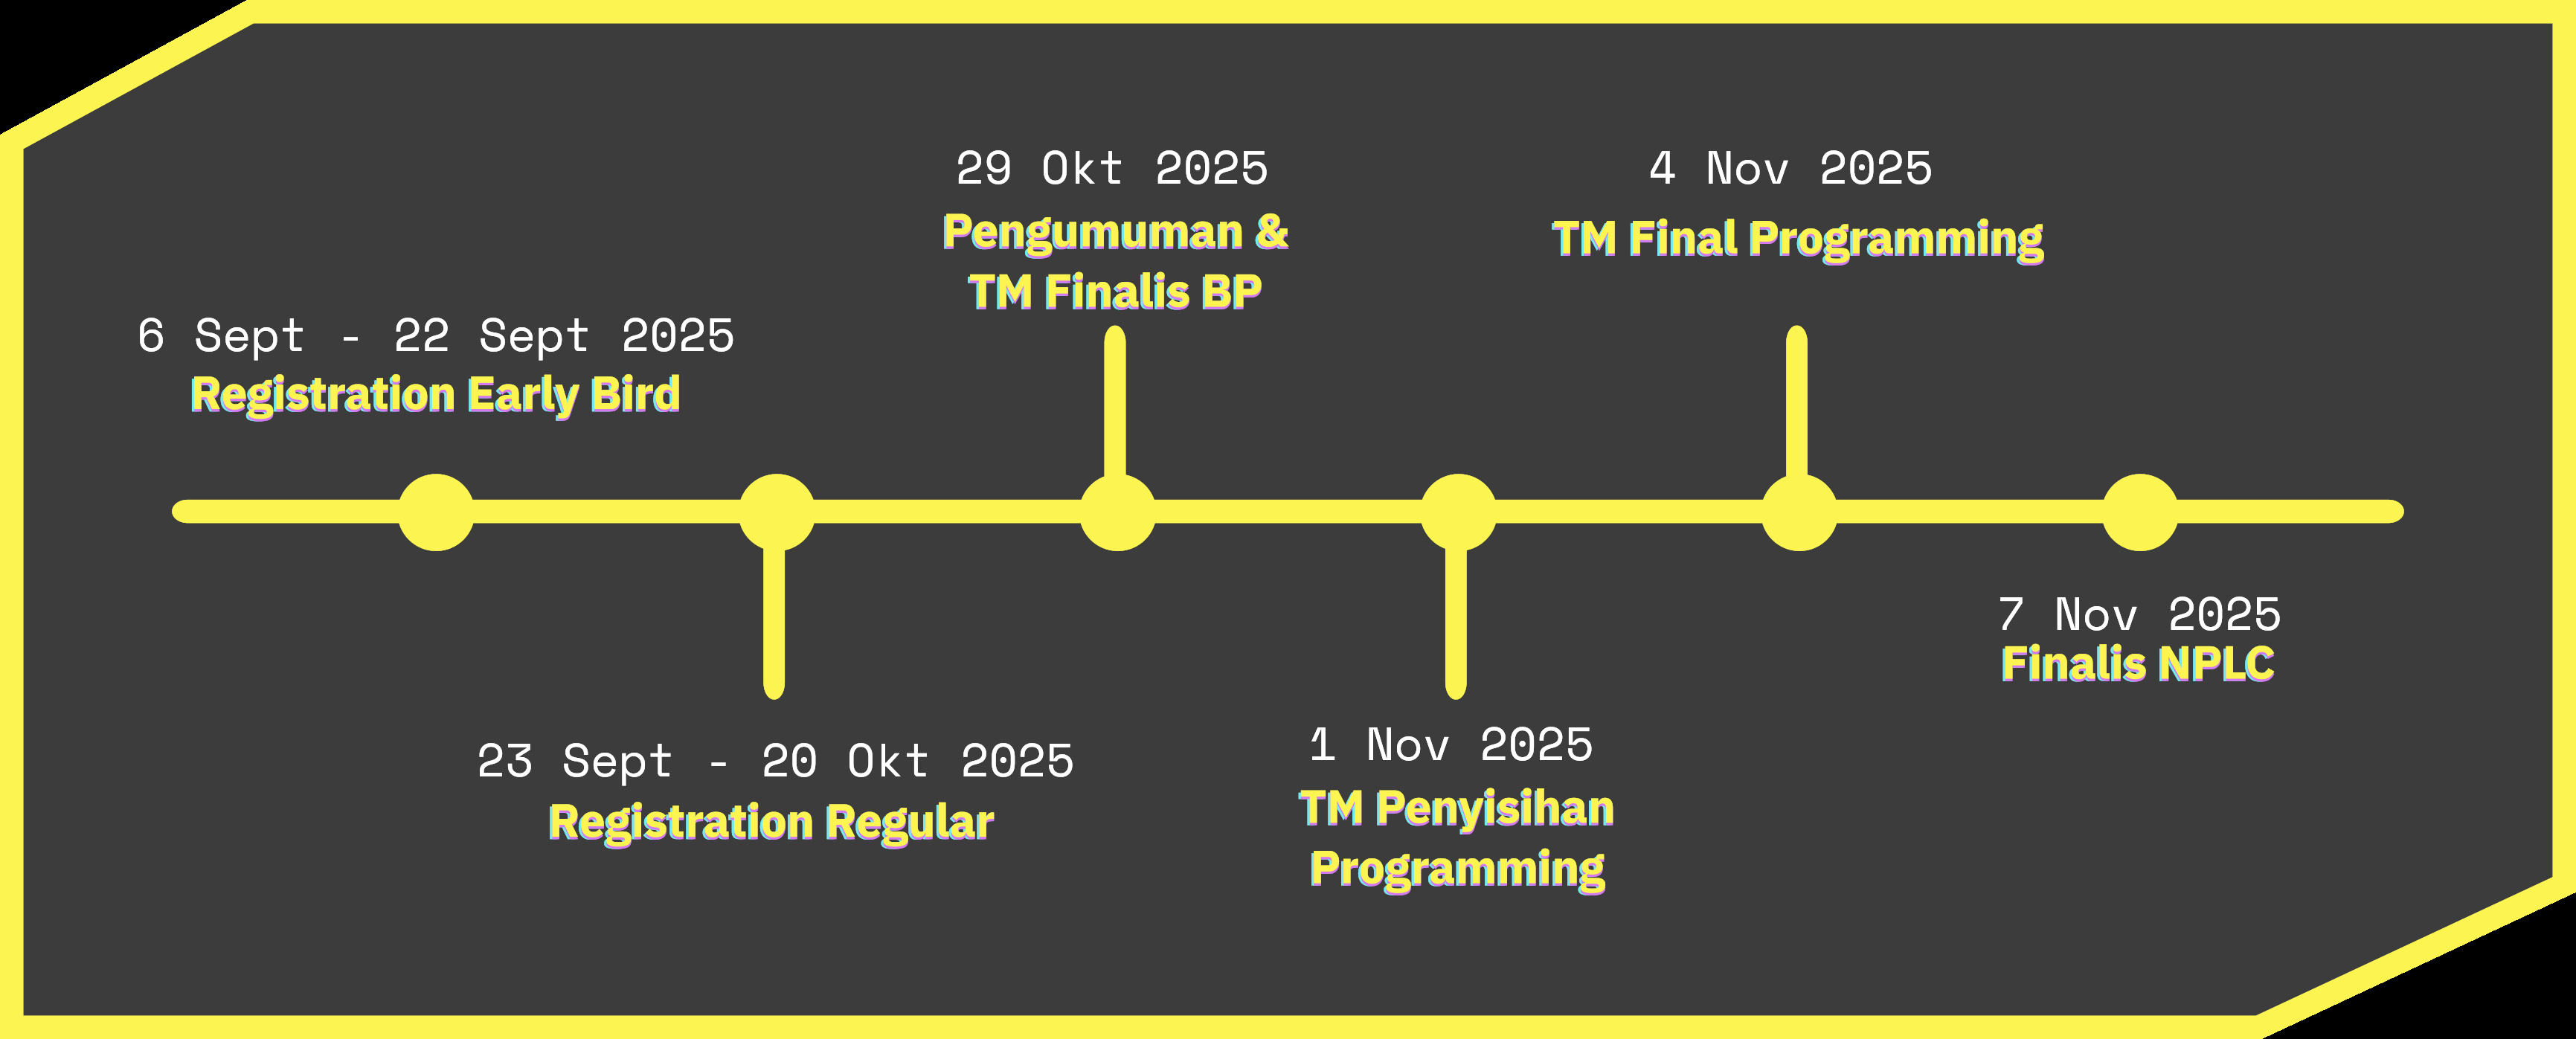 6 Sept - 22 Sept 2025
Registration Early Bird
23 Sept - 20 Okt 2025
Registration Regular
29 Okt 2025
Pengumuman &
TM Finalis BP
1 Nov 2025
TM Penyisihan
Programming
4 Nov 2025
TM Final Programming
7 Nov 2025
Finalis NPLC